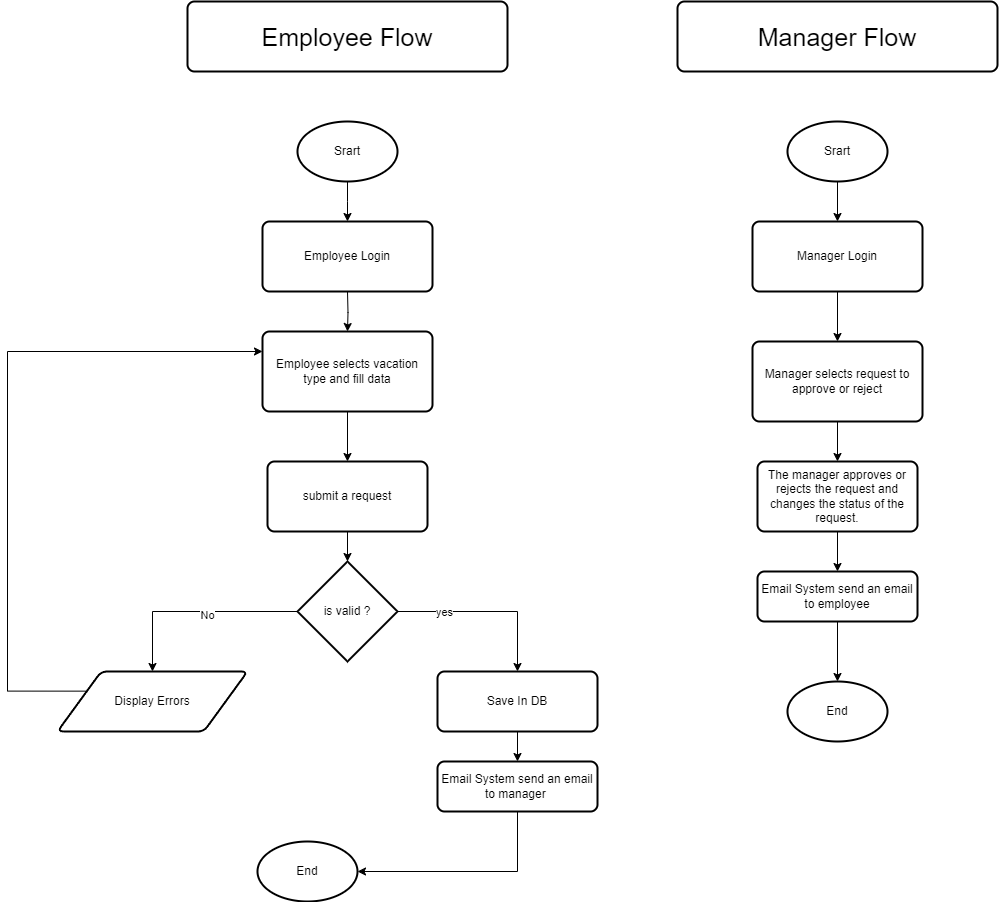 Employee Flow
Manager Flow
Srart
Employee Login
Employee selects vacation
type and fill data
submit a request
is valid ?
No
yes
Display Errors
Save In DB
Email System send an email
to manager
End
Srart
Manager Login
Manager selects request to
approve or reject
The manager approves or
rejects the request and
changes the status of the
request.
Email System send an email
to employee
End